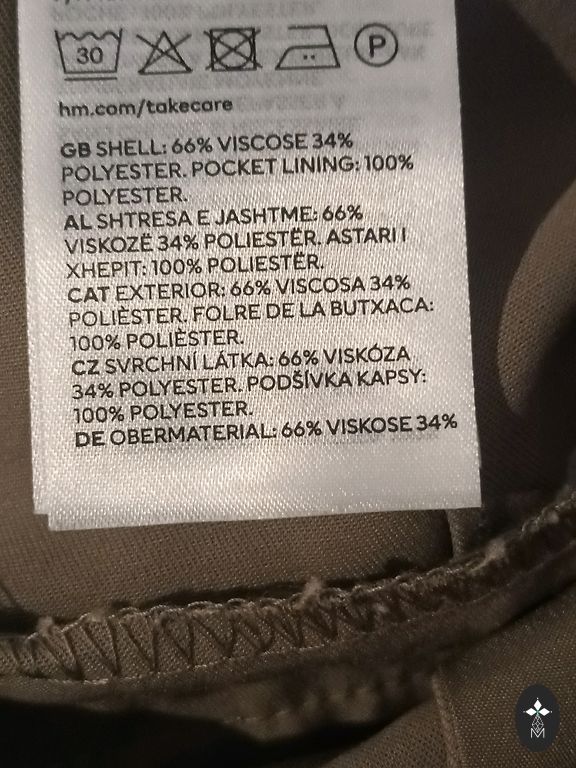 30
P
hm.com/takecare
GB SHELL: 66% VISCOSE 34%
POLYESTER. POCKET LINING: 100%
POLYESTER.
AL SHTRESA E JASHTME: 66%
VISKOZË 34% POLIESTËR. ASTARI I
XHEPIT: 100% POLIESTËR.
CAT EXTERIOR: 66% VISCOSA 34%
POLIÈSTER. FOLRE DE LA BUTXACA:
100% POLIÈSTER.
CZ SVRCHNÍ LÁTKA: 66% VISKÓZA
34% POLYESTER. PODŠÍVKA KAPSY:
100% POLYESTER.
DE OBERMATERIAL: 66% VISKOSE 34%
M